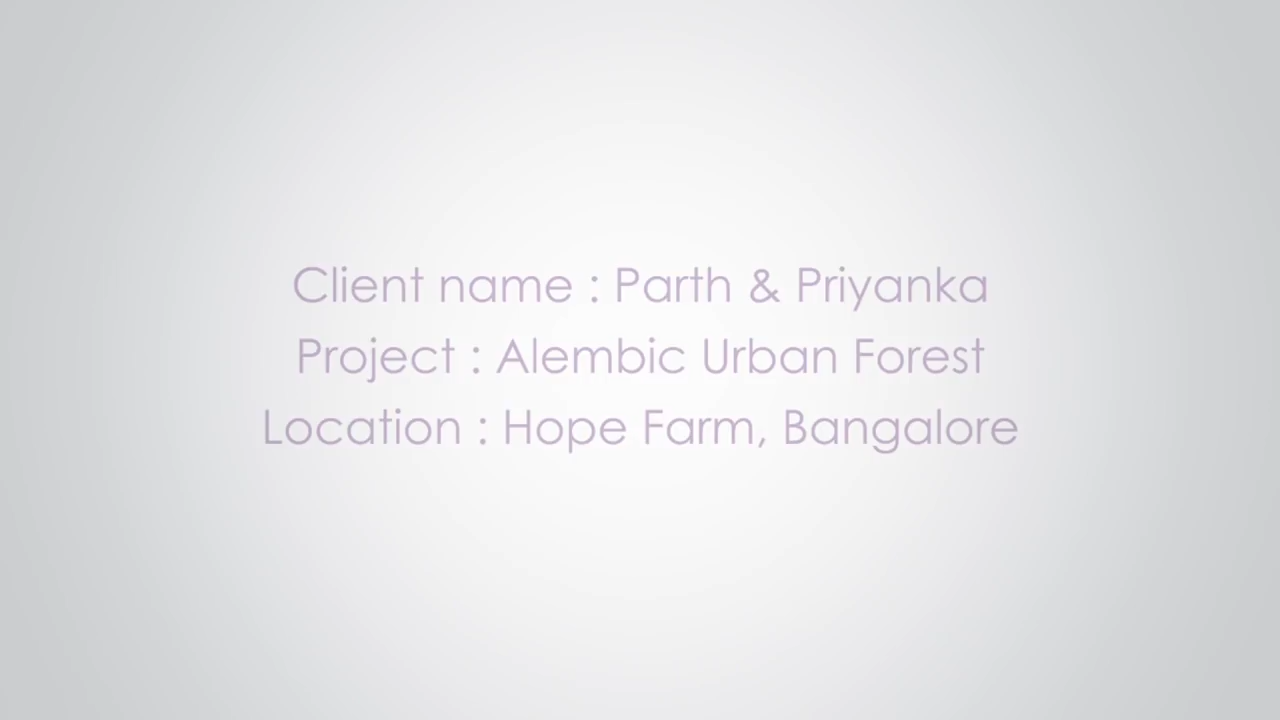 Client name : Parth & Priyanka
Project : Alembic Urban Forest
Location : Hope Farm, Bangalore